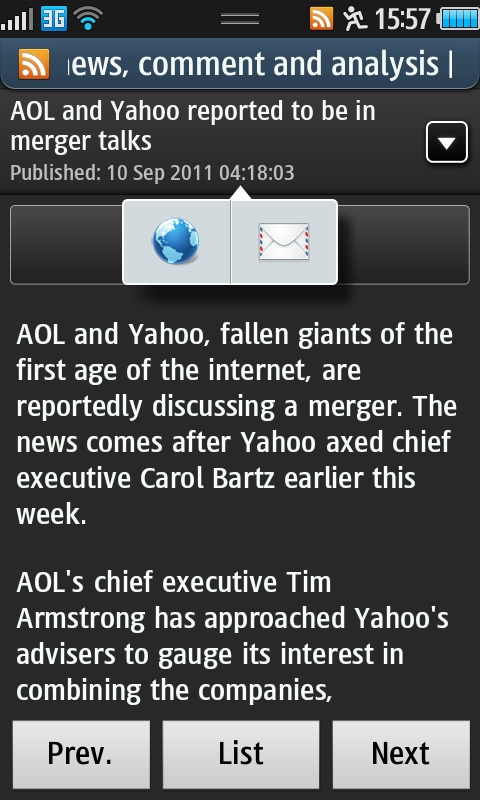 3G 15:57
news, comment and analysis |
AOL and Yahoo reported to be in
merger talks
Published: 10 Sep 2011 04:18:03
AOL and Yahoo, fallen giants of the
first age of the internet, are
reportedly discussing a merger. The
news comes after Yahoo axed chief
executive Carol Bartz earlier this
week.
AOL's chief executive Tim
Armstrong has approached Yahoo's
advisers to gauge its interest in
combining the companies,
Prev. List Next